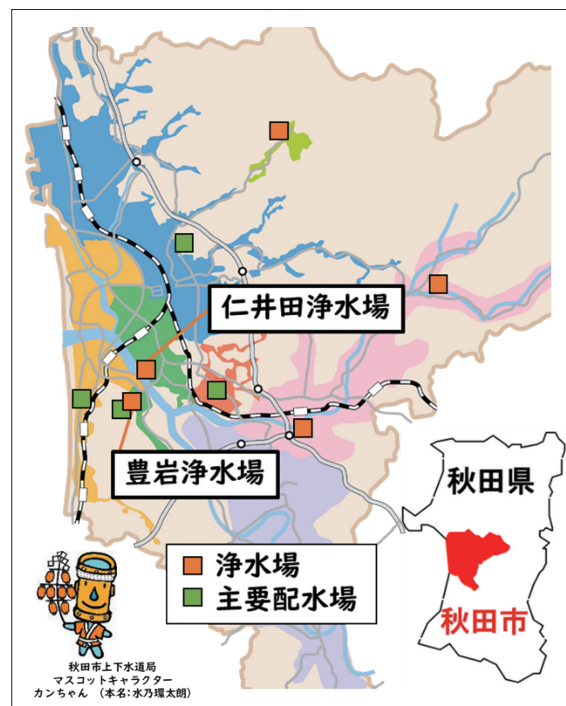 仁井田浄水場
豊岩浄水場
浄水場
主要配水場
秋田県
秋田市
秋田市上下水道局
マスコットキャラクター
カンちゃん （本名：水乃環太朗）